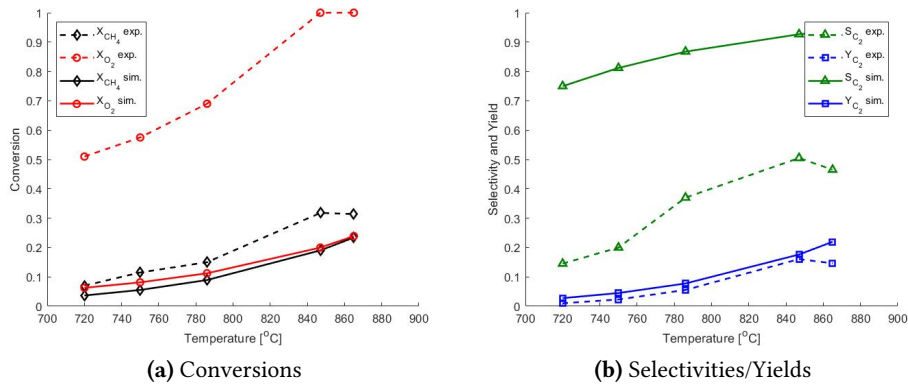 1
0.9
0.8
0.7
0.6
0.5
0.4
0.3
0.2
0.1
0
700 720 740 760 780 800 820 840 860 880 900
Conversion
Temperature [°C]
X_CH4 exp.
X_O2 exp.
X_CH4 sim.
X_O2 sim.
(a) Conversions
1
0.9
0.8
0.7
0.6
0.5
0.4
0.3
0.2
0.1
0
700 720 740 760 780 800 820 840 860 880 900
Selectivity and Yield
Temperature [°C]
S_C2 exp.
Y_C2 exp.
S_C2 sim.
Y_C2 sim.
(b) Selectivities/Yields